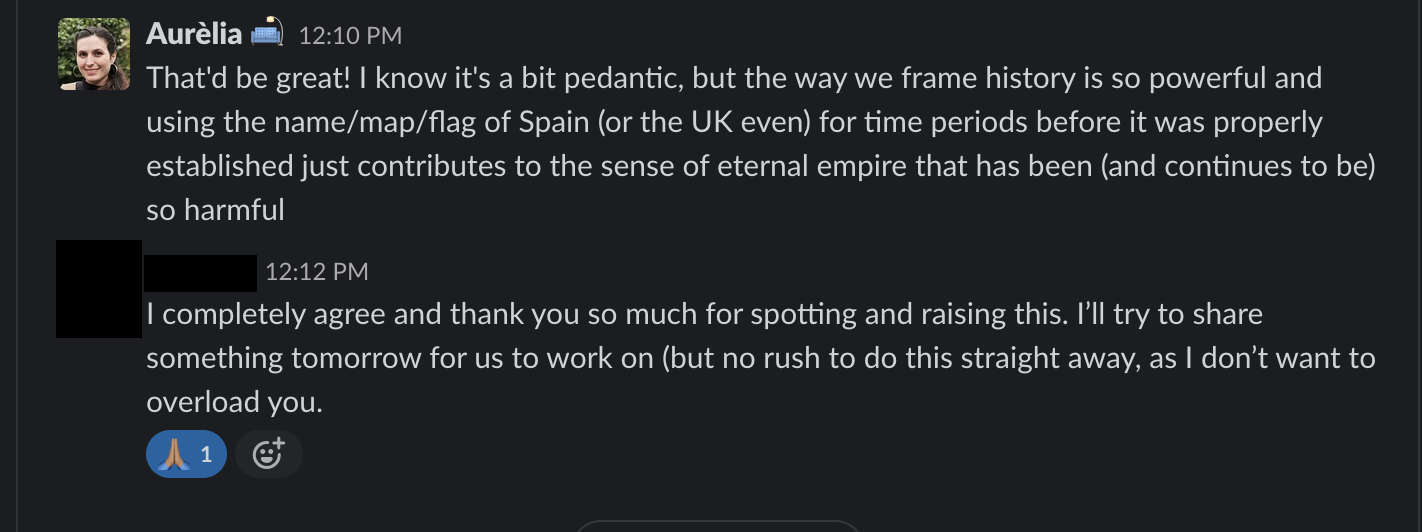 Aurèlia 🛋️ 12:10 PM
That'd be great! I know it's a bit pedantic, but the way we frame history is so powerful and
using the name/map/flag of Spain (or the UK even) for time periods before it was properly
established just contributes to the sense of eternal empire that has been (and continues to be)
so harmful
12:12 PM
I completely agree and thank you so much for spotting and raising this. I’ll try to share
something tomorrow for us to work on (but no rush to do this straight away, as I don’t want to
overload you.
🙏🏽 1